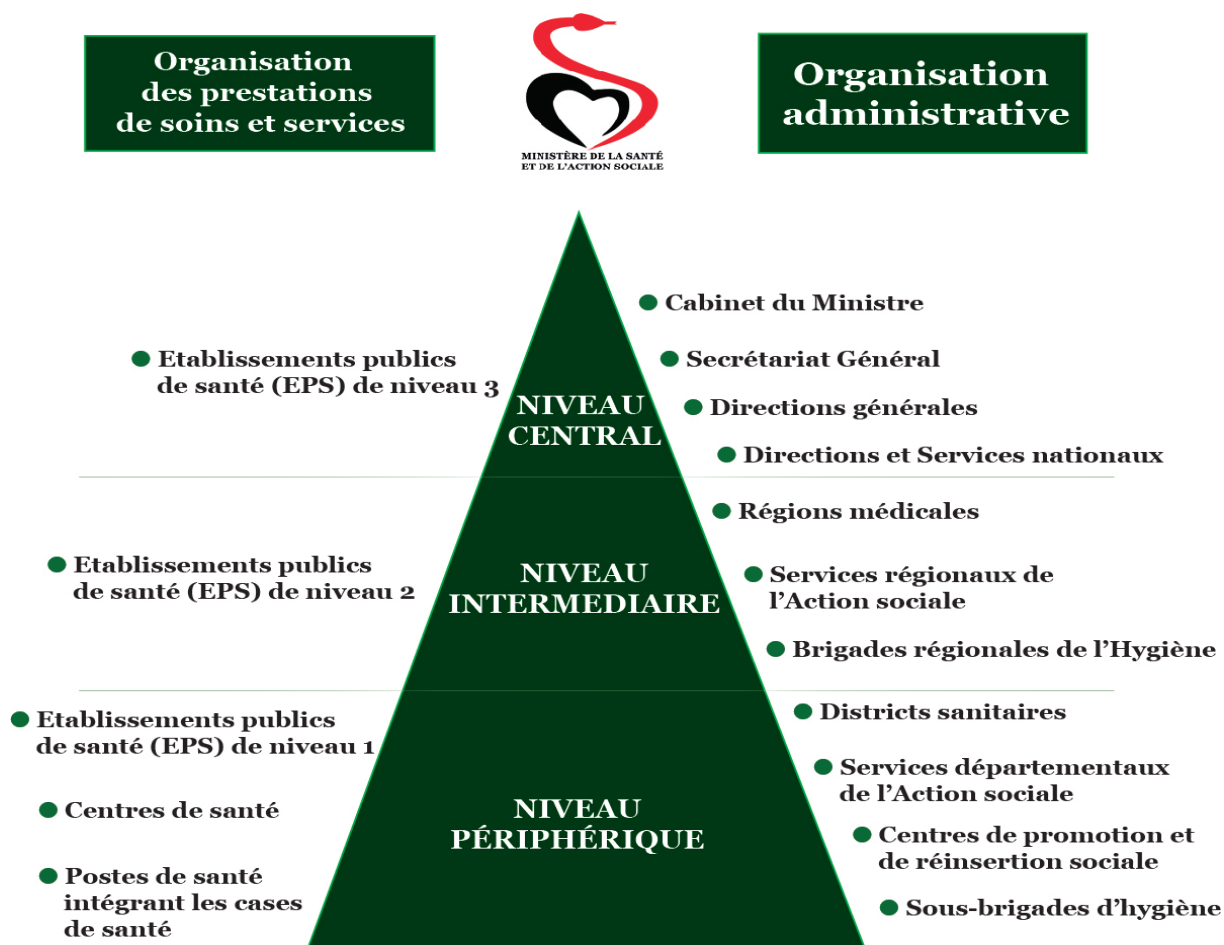 Organisation
des prestations
de soins et services
MINISTÈRE DE LA SANTÉ
ET DE L'ACTION SOCIALE
Organisation
administrative
Etablissements publics
de santé (EPS) de niveau 3
NIVEAU
CENTRAL
Cabinet du Ministre
Secrétariat Général
Directions générales
Directions et Services nationaux
Etablissements publics
de santé (EPS) de niveau 2
NIVEAU
INTERMEDIAIRE
Régions médicales
Services régionaux de
l’Action sociale
Brigades régionales de l’Hygiène
Etablissements publics
de santé (EPS) de niveau 1
Centres de santé
Postes de santé
intégrant les cases
de santé
NIVEAU
PÉRIPHÉRIQUE
Districts sanitaires
Services départementaux
de l’Action sociale
Centres de promotion et
de réinsertion sociale
Sous-brigades d’hygiène